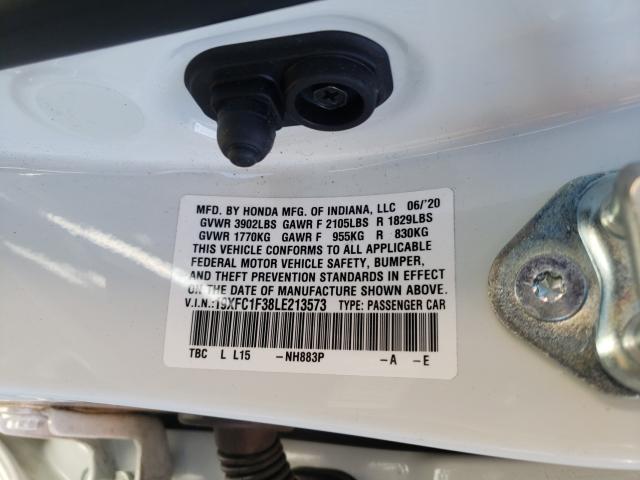 MFD. BY HONDA MFG. OF INDIANA, LLC 06/'20
GVWR 3902LBS GAWR F 2105LBS R 1829LBS
GVWR 1770KG GAWR F 955KG R 830KG
THIS VEHICLE CONFORMS TO ALL APPLICABLE
FEDERAL MOTOR VEHICLE SAFETY, BUMPER,
AND THEFT PREVENTION STANDARDS IN EFFECT
ON THE DATE OF MANUFACTURE SHOWN ABOVE.
V.I.N.: 19XFC1F38LE213573 TYPE: PASSENGER CAR
TBC L L15 -NH883P -A -E